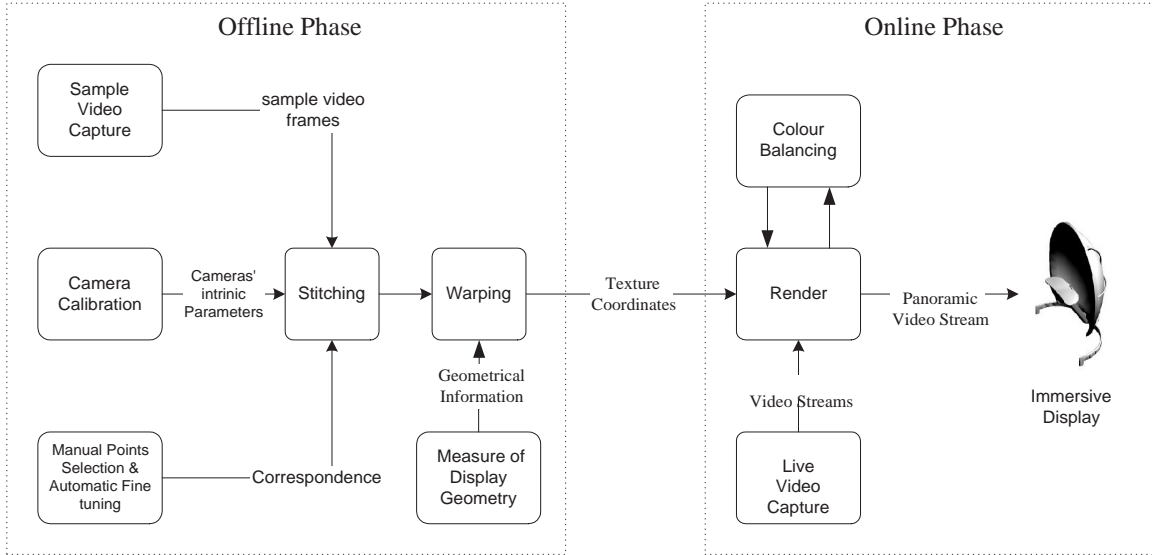 Offline Phase
Sample
Video
Capture
sample video
frames
Camera
Calibration
Cameras'
intrinic
Parameters
Stitching
Warping
Manual Points
Selection &
Automatic Fine
tuning
Correspondence
Geometrical
Information
Measure of
Display
Geometry
Texture
Coordinates
Online Phase
Colour
Balancing
Render
Panoramic
Video Stream
Video Streams
Live
Video
Capture
Immersive
Display